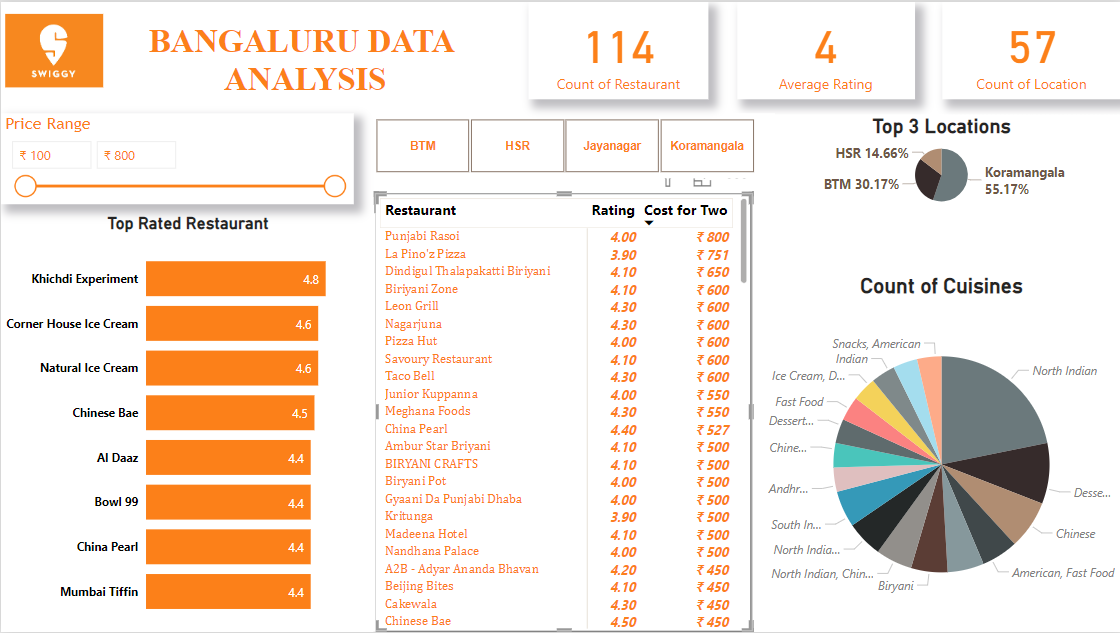 SWIGGY
BANGALURU DATA
ANALYSIS
114
Count of Restaurant
4
Average Rating
57
Count of Location
Price Range
₹ 100
₹ 800
BTM
HSR
Jayanagar
Koramangala
Top 3 Locations
HSR 14.66%
BTM 30.17%
Koramangala
55.17%
Top Rated Restaurant
Khichdi Experiment 4.8
Corner House Ice Cream 4.6
Natural Ice Cream 4.6
Chinese Bae 4.5
Al Daaz 4.4
Bowl 99 4.4
China Pearl 4.4
Mumbai Tiffin 4.4
Restaurant Rating Cost for Two
Punjabi Rasoi 4.00 ₹ 800
La Pino'z Pizza 3.90 ₹ 751
Dindigul Thalapakatti Biriyani 4.10 ₹ 650
Biriyani Zone 4.10 ₹ 600
Leon Grill 4.30 ₹ 600
Nagarjuna 4.30 ₹ 600
Pizza Hut 4.00 ₹ 600
Savoury Restaurant 4.10 ₹ 600
Taco Bell 4.30 ₹ 600
Junior Kuppanna 4.00 ₹ 550
Meghana Foods 4.30 ₹ 550
China Pearl 4.40 ₹ 527
Ambur Star Briyani 4.10 ₹ 500
BIRYANI CRAFTS 4.10 ₹ 500
Biryani Pot 4.00 ₹ 500
Gyaani Da Punjabi Dhaba 4.00 ₹ 500
Kritunga 3.90 ₹ 500
Madeena Hotel 4.10 ₹ 500
Nandhana Palace 4.00 ₹ 500
A2B - Adyar Ananda Bhavan 4.20 ₹ 450
Beijing Bites 4.10 ₹ 450
Cakewala 4.30 ₹ 450
Chinese Bae 4.50 ₹ 450
Count of Cuisines
Snacks, American
Indian
Ice Cream, D...
Fast Food
Dessert...
Chine...
Andhr...
South In...
North India...
North Indian, Chin...
Biryani
North Indian
Desse...
Chinese
American, Fast Food